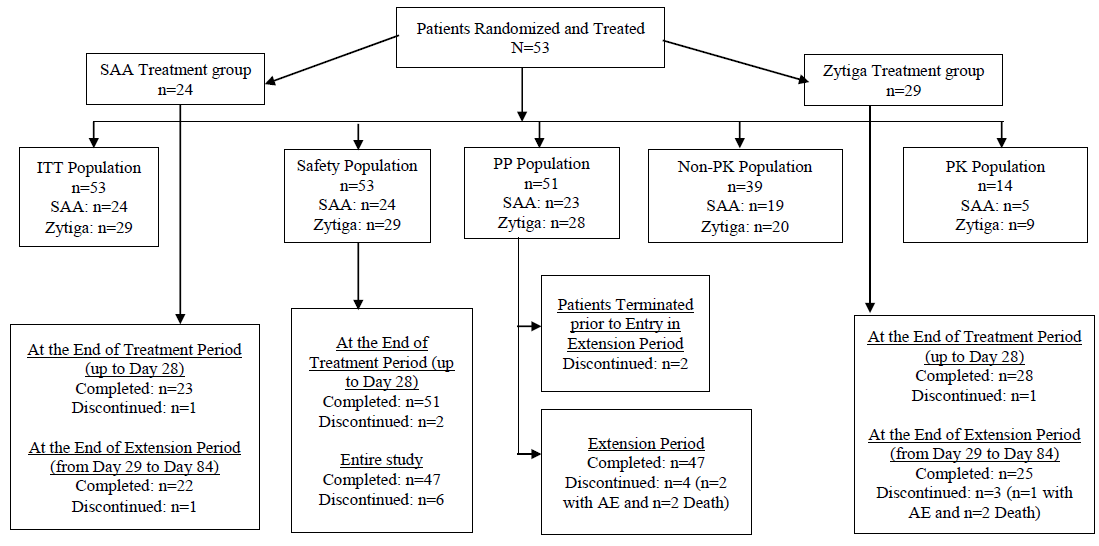 Patients Randomized and Treated
N=53
SAA Treatment group
n=24
Zytiga Treatment group
n=29
ITT Population
n=53
SAA: n=24
Zytiga: n=29
Safety Population
n=53
SAA: n=24
Zytiga: n=29
PP Population
n=51
SAA: n=23
Zytiga: n=28
Non-PK Population
n=39
SAA: n=19
Zytiga: n=20
PK Population
n=14
SAA: n=5
Zytiga: n=9
At the End of Treatment Period
(up to Day 28)
Completed: n=23
Discontinued: n=1
At the End of Extension Period
(from Day 29 to Day 84)
Completed: n=22
Discontinued: n=1
At the End of
Treatment Period (up
to Day 28)
Completed: n=51
Discontinued: n=2
Entire study
Completed: n=47
Discontinued: n=6
Patients Terminated
prior to Entry in
Extension Period
Discontinued: n=2
Extension Period
Completed: n=47
Discontinued: n=4 (n=2
with AE and n=2 Death)
At the End of Treatment Period
(up to Day 28)
Completed: n=28
Discontinued: n=1
At the End of Extension Period
(from Day 29 to Day 84)
Completed: n=25
Discontinued: n=3 (n=1 with
AE and n=2 Death)